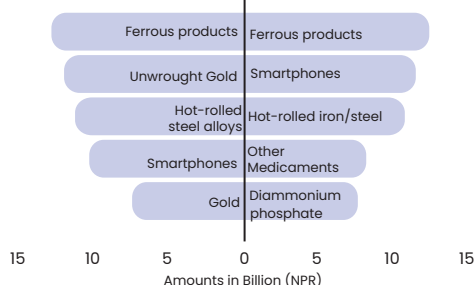 Ferrous products Ferrous products
Unwrought Gold Smartphones
Hot-rolled
steel alloys
Hot-rolled iron/steel
Smartphones
Other
Medicaments
Gold
Diammonium
phosphate
15 10 5 0 5 10 15
Amounts in Billion (NPR)